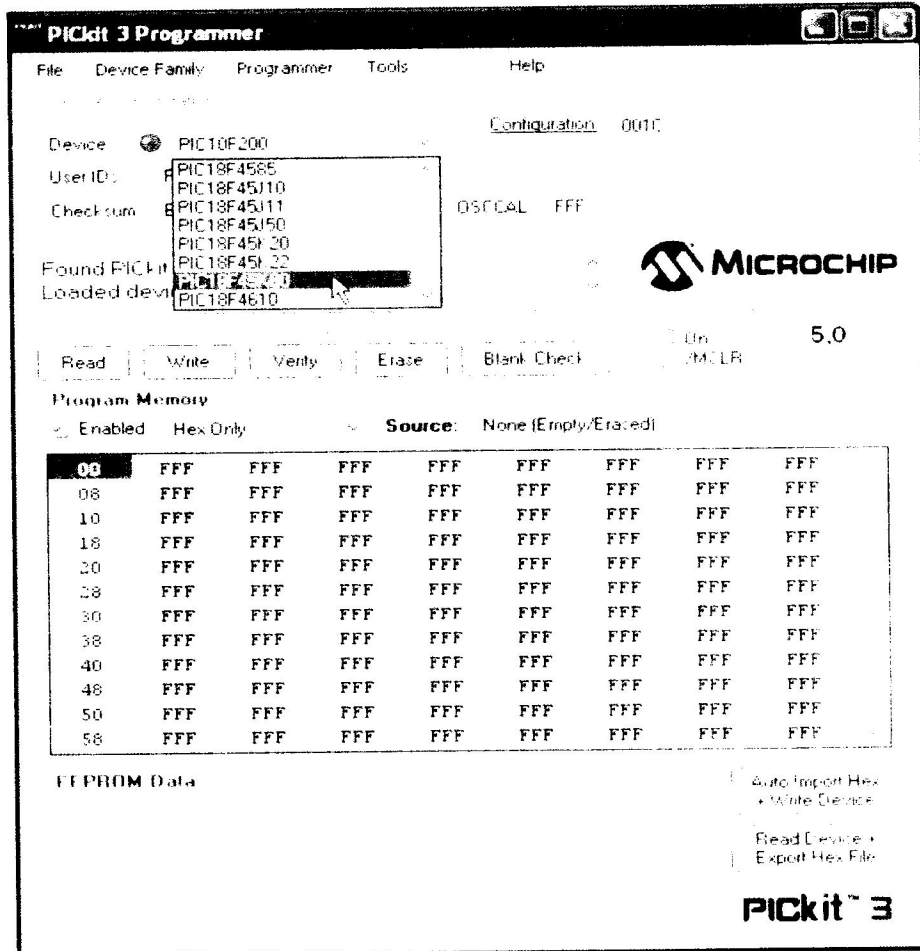 PICkit 3 Programmer
File Device Family Programmer Tools Help
Configuration 001C
Device PIC10F200
User ID:
Checksum OSCCAL FFF
PIC18F4585
PIC18F45J10
PIC18F45J11
PIC18F45J50
PIC18F45K20
PIC18F45K22
PIC18F4610
Found PICkit
Loaded devi
MICROCHIP
On
/MCLR
5.0
Read Write Verify Erase Blank Check
Program Memory
Enabled Hex Only Source: None (Empty/Erased)
00 FFF FFF FFF FFF FFF FFF FFF FFF
08 FFF FFF FFF FFF FFF FFF FFF FFF
10 FFF FFF FFF FFF FFF FFF FFF FFF
18 FFF FFF FFF FFF FFF FFF FFF FFF
20 FFF FFF FFF FFF FFF FFF FFF FFF
28 FFF FFF FFF FFF FFF FFF FFF FFF
30 FFF FFF FFF FFF FFF FFF FFF FFF
38 FFF FFF FFF FFF FFF FFF FFF FFF
40 FFF FFF FFF FFF FFF FFF FFF FFF
48 FFF FFF FFF FFF FFF FFF FFF FFF
50 FFF FFF FFF FFF FFF FFF FFF FFF
58 FFF FFF FFF FFF FFF FFF FFF FFF
EEPROM Data
Auto Import Hex
+ Write Device
Read Device +
Export Hex File
PICkit™ 3